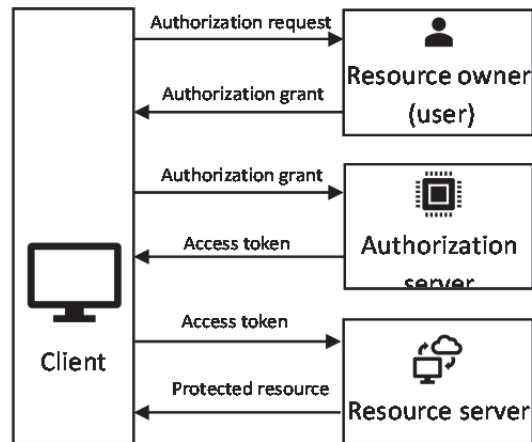 Authorization request
Resource owner
(user)
Authorization grant
Authorization grant
Authorization
server
Access token
Client
Access token
Protected resource
Resource server